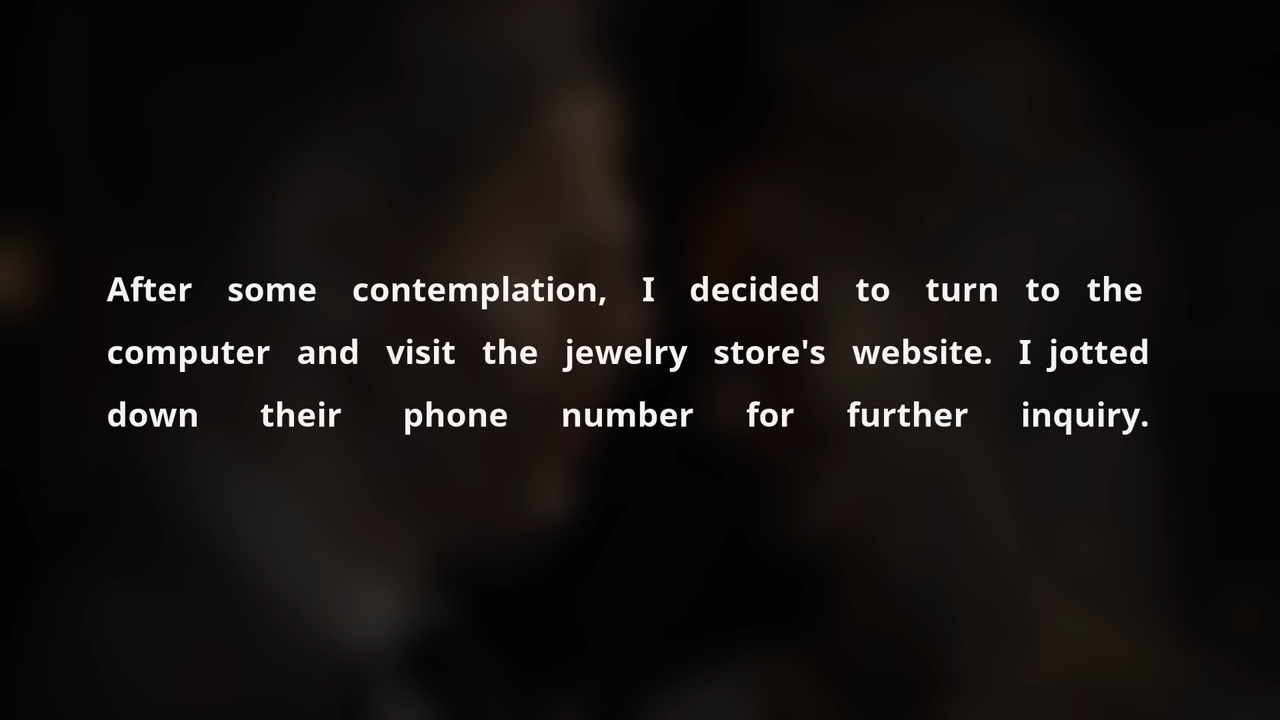 After some contemplation, I decided to turn to the
computer and visit the jewelry store's website. I jotted
down their phone number for further inquiry.